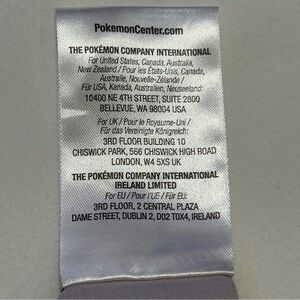 PokemonCenter.com
THE POKÉMON COMPANY INTERNATIONAL
For United States, Canada, Australia,
New Zealand / Pour les États-Unis, Canada,
Australie, Nouvelle-Zélande /
Für USA, Kanada, Australien, Neuseeland:
10400 NE 4TH STREET, SUITE 2800
BELLEVUE, WA 98004 USA
For UK / Pour le Royaume-Uni /
Für das Vereinigte Königreich:
3RD FLOOR BUILDING 10
CHISWICK PARK, 566 CHISWICK HIGH ROAD
LONDON, W4 5XS UK
THE POKÉMON COMPANY INTERNATIONAL
IRELAND LIMITED
For EU / Pour l'UE / Für EU:
3RD FLOOR, 2 CENTRAL PLAZA
DAME STREET, DUBLIN 2, D02 T0X4, IRELAND